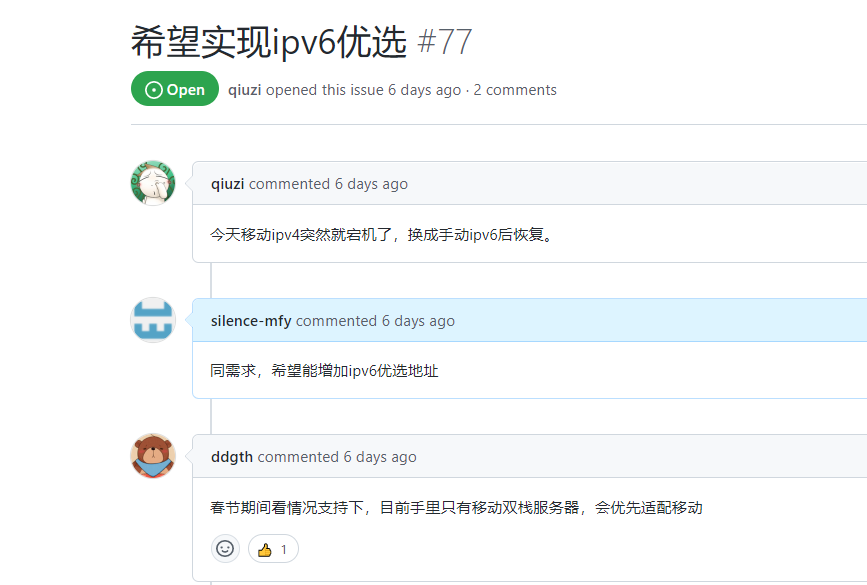 希望实现ipv6优选 #77
Open qiuzi opened this issue 6 days ago · 2 comments
qiuzi commented 6 days ago
今天移动ipv4突然就宕机了，换成手动ipv6后恢复。
silence-mfy commented 6 days ago
同需求，希望能增加ipv6优选地址
ddgth commented 6 days ago
春节期间看情况支持下，目前手里只有移动双栈服务器，会优先适配移动
👍 1